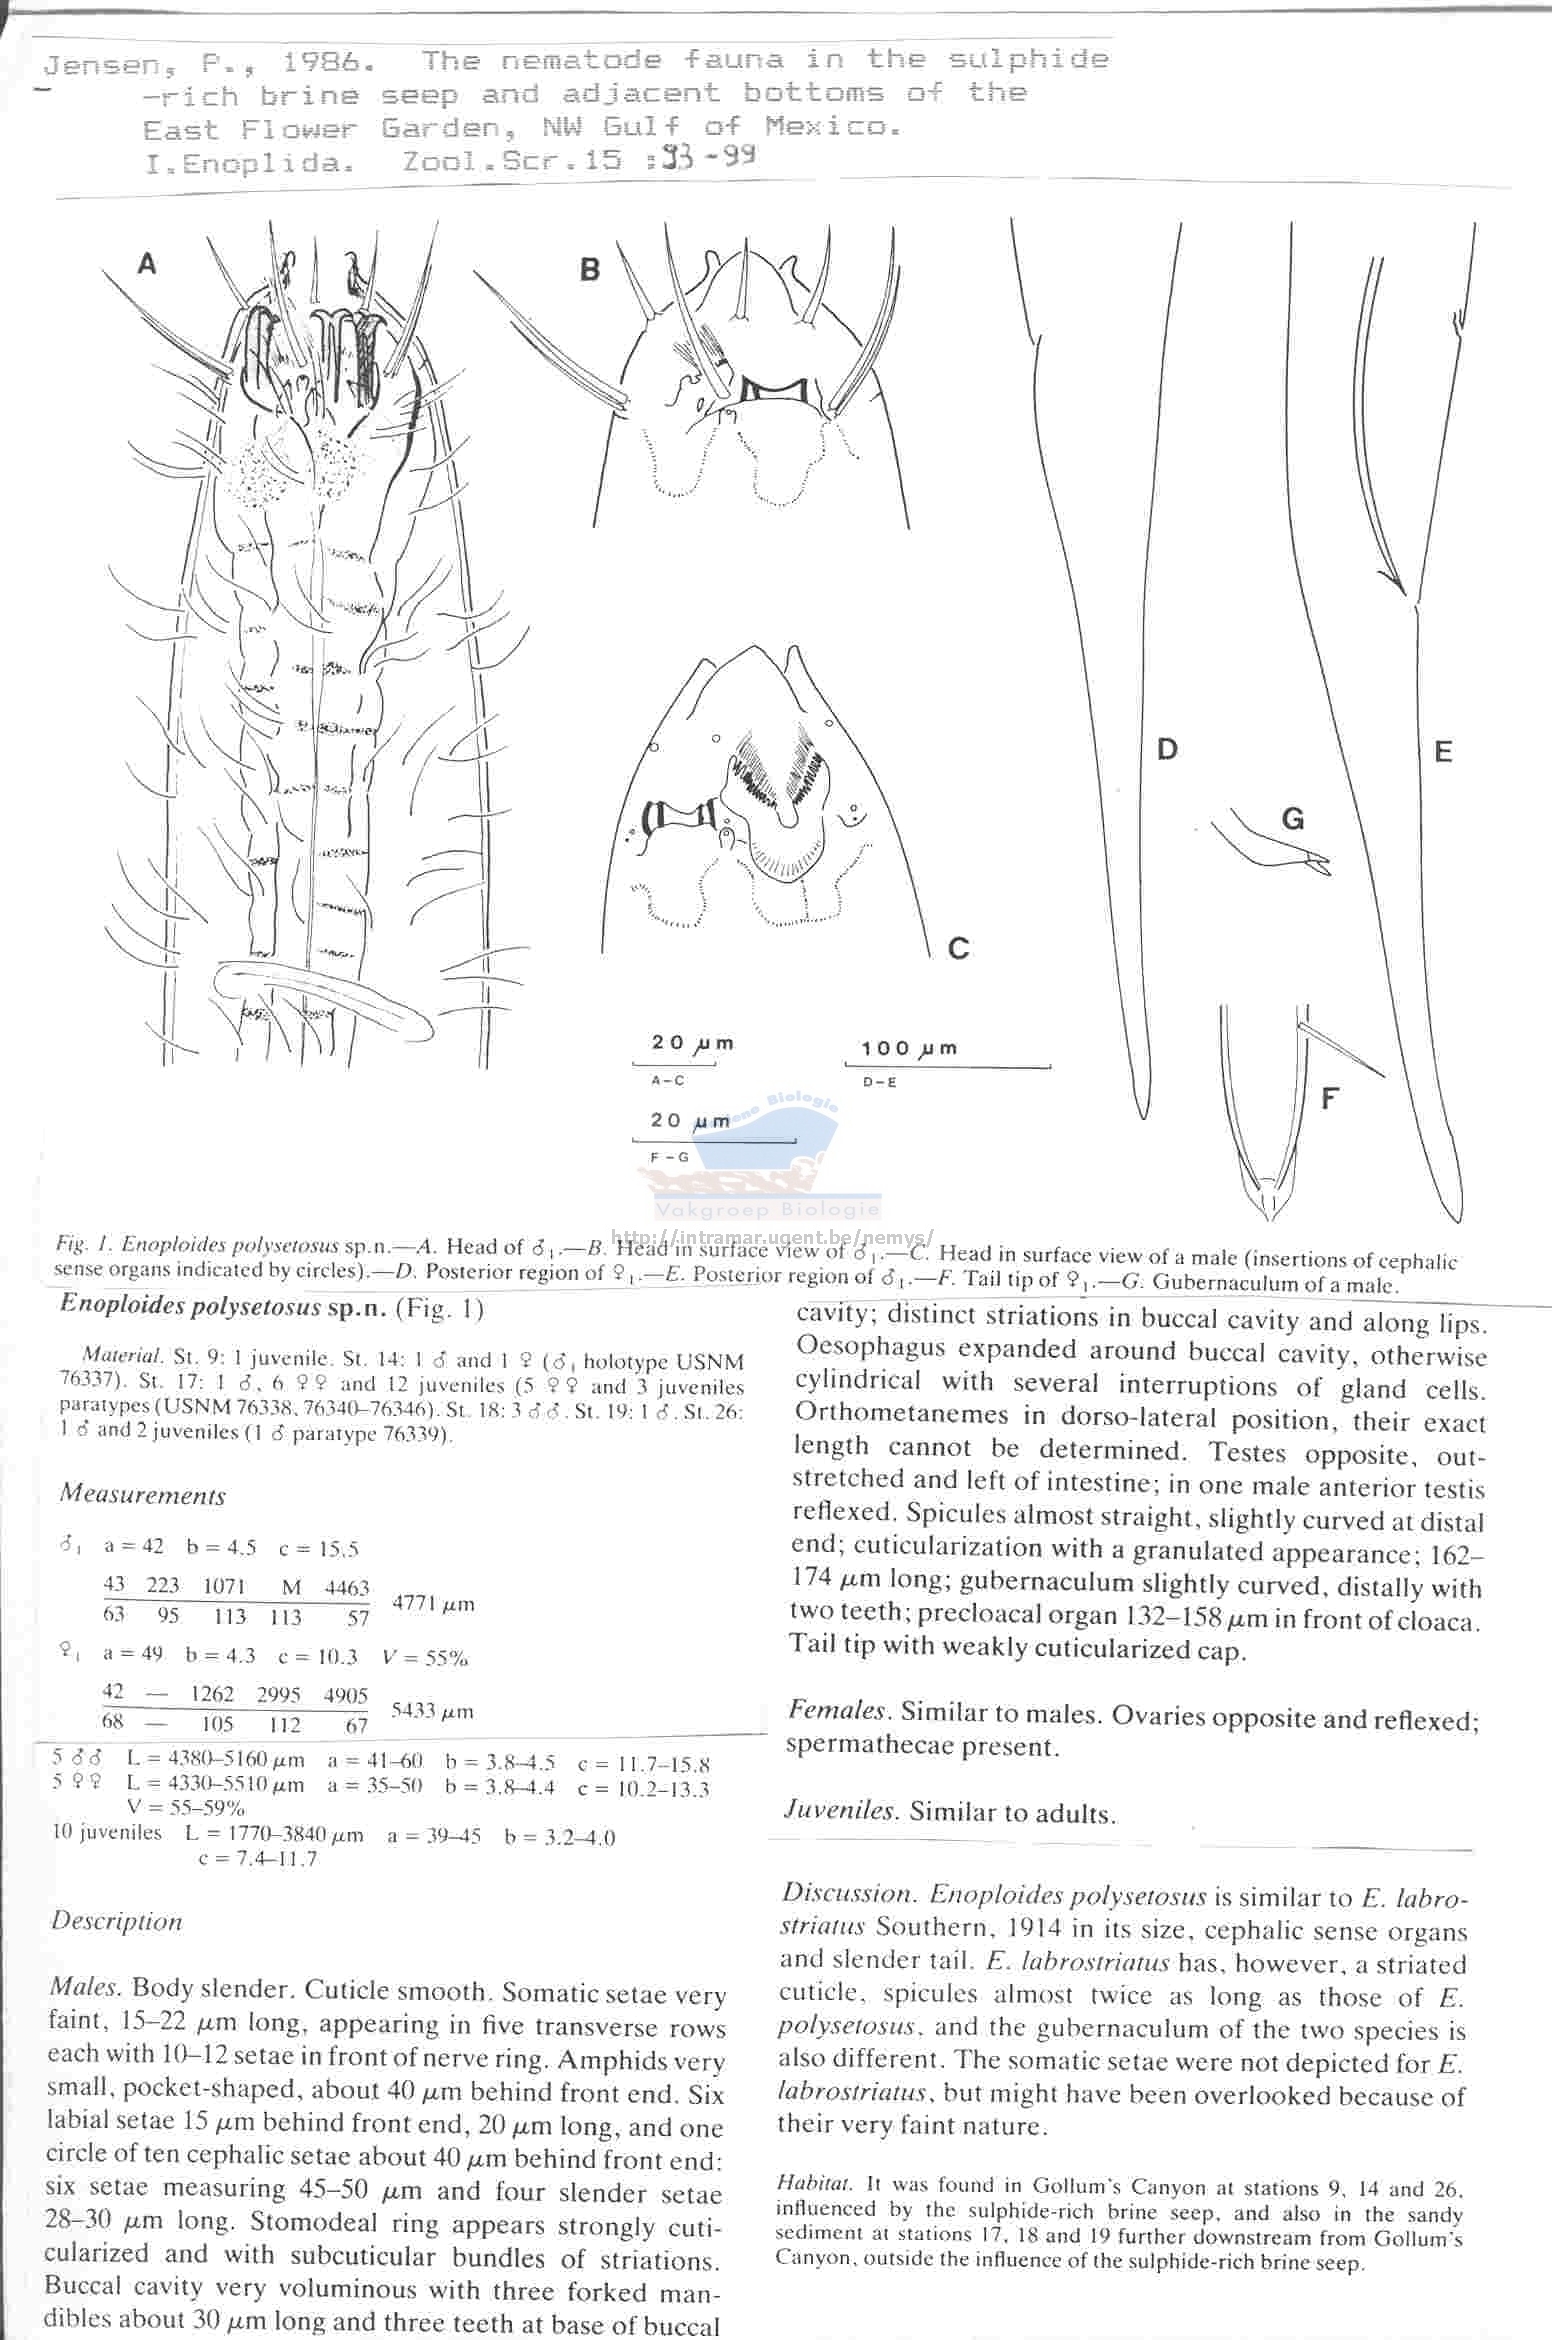 Jensen, P., 1986. The nematode fauna in the sulphide
-rich brine seep and adjacent bottoms of the
East Flower Garden, NW Gulf of Mexico.
I.Enoplida. Zool.Scr.15 :93-99
A
B
C
D
E
G
F
20 μm
A-C
100 μm
D-E
20 μm
F-G
Biologie
Vakgroep Biologie
http://intramar.ugent.be/nemys/
Fig. 1. Enoploides polysetosus sp.n.—A. Head of ♂₁.—B. Head in surface view of ♂₁.—C. Head in surface view of a male (insertions of cephalic
sense organs indicated by circles).—D. Posterior region of ♀₁.—E. Posterior region of ♂₁.—F. Tail tip of ♀₁.—G. Gubernaculum of a male.
Enoploides polysetosus sp.n. (Fig. 1)
Material. St. 9: 1 juvenile. St. 14: 1 ♂ and 1 ♀ (♂₁ holotype USNM
76337). St. 17: 1 ♂, 6 ♀♀ and 12 juveniles (5 ♀♀ and 3 juveniles
paratypes (USNM 76338, 76340–76346). St. 18: 3 ♂♂. St. 19: 1 ♂. St. 26:
1 ♂ and 2 juveniles (1 ♂ paratype 76339).
Measurements
♂₁ a = 42 b = 4.5 c = 15.5
43 223 1071 M 4463
4771 μm
63 95 113 113 57
♀₁ a = 49 b = 4.3 c = 10.3 V = 55%
42 — 1262 2995 4905
5433 μm
68 — 105 112 67
5 ♂♂ L = 4380–5160 μm a = 41–60 b = 3.8–4.5 c = 11.7–15.8
5 ♀♀ L = 4330–5510 μm a = 35–50 b = 3.8–4.4 c = 10.2–13.3
V = 55–59%
10 juveniles L = 1770–3840 μm a = 39–45 b = 3.2–4.0
c = 7.4–11.7
Description
Males. Body slender. Cuticle smooth. Somatic setae very
faint, 15–22 μm long, appearing in five transverse rows
each with 10–12 setae in front of nerve ring. Amphids very
small, pocket-shaped, about 40 μm behind front end. Six
labial setae 15 μm behind front end, 20 μm long, and one
circle of ten cephalic setae about 40 μm behind front end:
six setae measuring 45–50 μm and four slender setae
28–30 μm long. Stomodeal ring appears strongly cuti-
cularized and with subcuticular bundles of striations.
Buccal cavity very voluminous with three forked man-
dibles about 30 μm long and three teeth at base of buccal
cavity; distinct striations in buccal cavity and along lips.
Oesophagus expanded around buccal cavity, otherwise
cylindrical with several interruptions of gland cells.
Orthometanemes in dorso-lateral position, their exact
length cannot be determined. Testes opposite, out-
stretched and left of intestine; in one male anterior testis
reflexed. Spicules almost straight, slightly curved at distal
end; cuticularization with a granulated appearance; 162–
174 μm long; gubernaculum slightly curved, distally with
two teeth; precloacal organ 132–158 μm in front of cloaca.
Tail tip with weakly cuticularized cap.
Females. Similar to males. Ovaries opposite and reflexed;
spermathecae present.
Juveniles. Similar to adults.
Discussion. Enoploides polysetosus is similar to E. labro-
striatus Southern, 1914 in its size, cephalic sense organs
and slender tail. E. labrostriatus has, however, a striated
cuticle, spicules almost twice as long as those of E.
polysetosus, and the gubernaculum of the two species is
also different. The somatic setae were not depicted for E.
labrostriatus, but might have been overlooked because of
their very faint nature.
Habitat. It was found in Gollum's Canyon at stations 9, 14 and 26,
influenced by the sulphide-rich brine seep, and also in the sandy
sediment at stations 17, 18 and 19 further downstream from Gollum's
Canyon, outside the influence of the sulphide-rich brine seep.